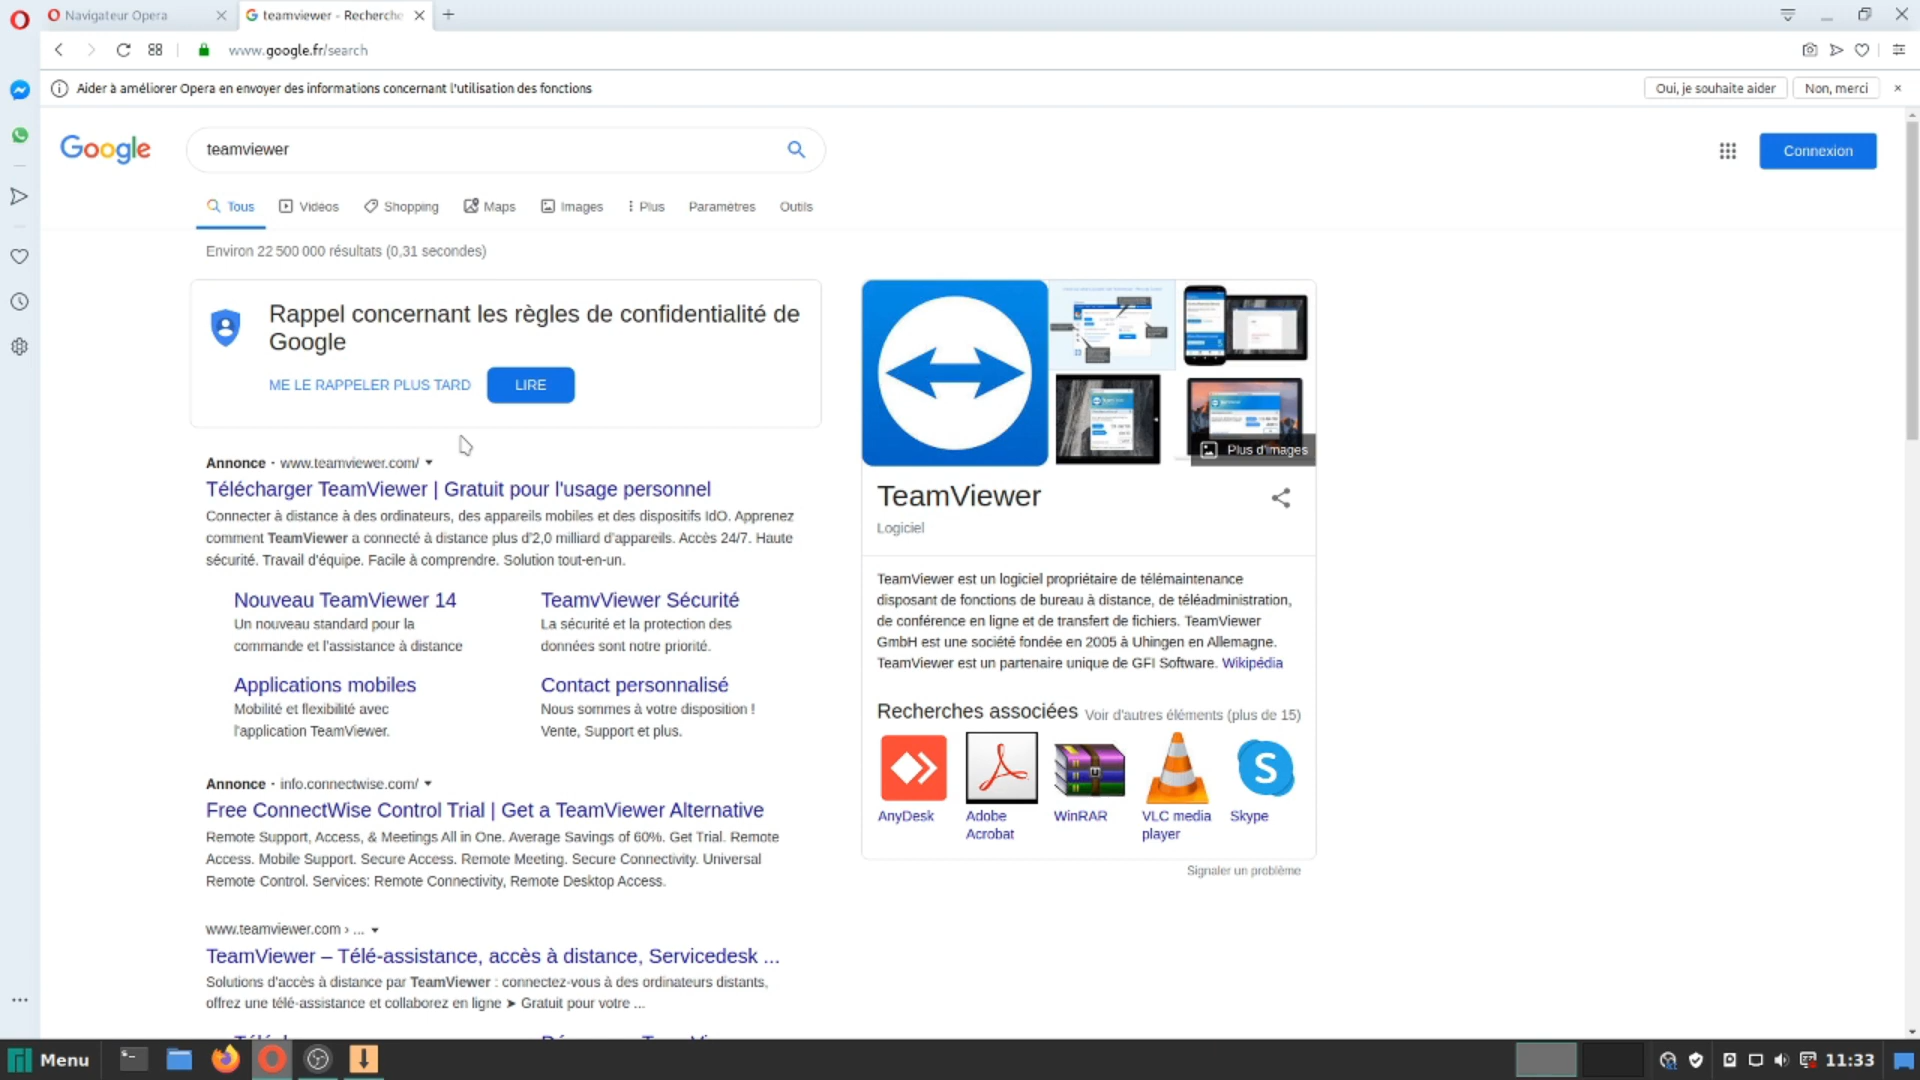 Navigateur Opera
teamviewer - Recherche
www.google.fr/search
Aider à améliorer Opera en envoyer des informations concernant l'utilisation des fonctions
Oui, je souhaite aider
Non, merci
Google
teamviewer
Connexion
Tous
Vidéos
Shopping
Maps
Images
Plus
Paramètres
Outils
Environ 22 500 000 résultats (0,31 secondes)
Rappel concernant les règles de confidentialité de
Google
ME LE RAPPELER PLUS TARD
LIRE
Annonce · www.teamviewer.com/
Télécharger TeamViewer | Gratuit pour l'usage personnel
Connecter à distance à des ordinateurs, des appareils mobiles et des dispositifs IdO. Apprenez
comment TeamViewer a connecté à distance plus d'2,0 milliard d'appareils. Accès 24/7. Haute
sécurité. Travail d'équipe. Facile à comprendre. Solution tout-en-un.
Nouveau TeamViewer 14
Un nouveau standard pour la
commande et l'assistance à distance
TeamvViewer Sécurité
La sécurité et la protection des
données sont notre priorité.
Applications mobiles
Mobilité et flexibilité avec
l'application TeamViewer.
Contact personnalisé
Nous sommes à votre disposition !
Vente, Support et plus.
Annonce · info.connectwise.com/
Free ConnectWise Control Trial | Get a TeamViewer Alternative
Remote Support, Access, & Meetings All in One. Average Savings of 60%. Get Trial. Remote
Access. Mobile Support. Secure Access. Remote Meeting. Secure Connectivity. Universal
Remote Control. Services: Remote Connectivity, Remote Desktop Access.
www.teamviewer.com › ...
TeamViewer – Télé-assistance, accès à distance, Servicedesk ...
Solutions d'accès à distance par TeamViewer : connectez-vous à des ordinateurs distants,
offrez une télé-assistance et collaborez en ligne ➤ Gratuit pour votre ...
Plus d'images
TeamViewer
Logiciel
TeamViewer est un logiciel propriétaire de télémaintenance
disposant de fonctions de bureau à distance, de téléadministration,
de conférence en ligne et de transfert de fichiers. TeamViewer
GmbH est une société fondée en 2005 à Uhingen en Allemagne.
TeamViewer est un partenaire unique de GFI Software. Wikipédia
Recherches associées
Voir d'autres éléments (plus de 15)
AnyDesk
Adobe
Acrobat
WinRAR
VLC media
player
Skype
Signaler un problème
Menu
11:33